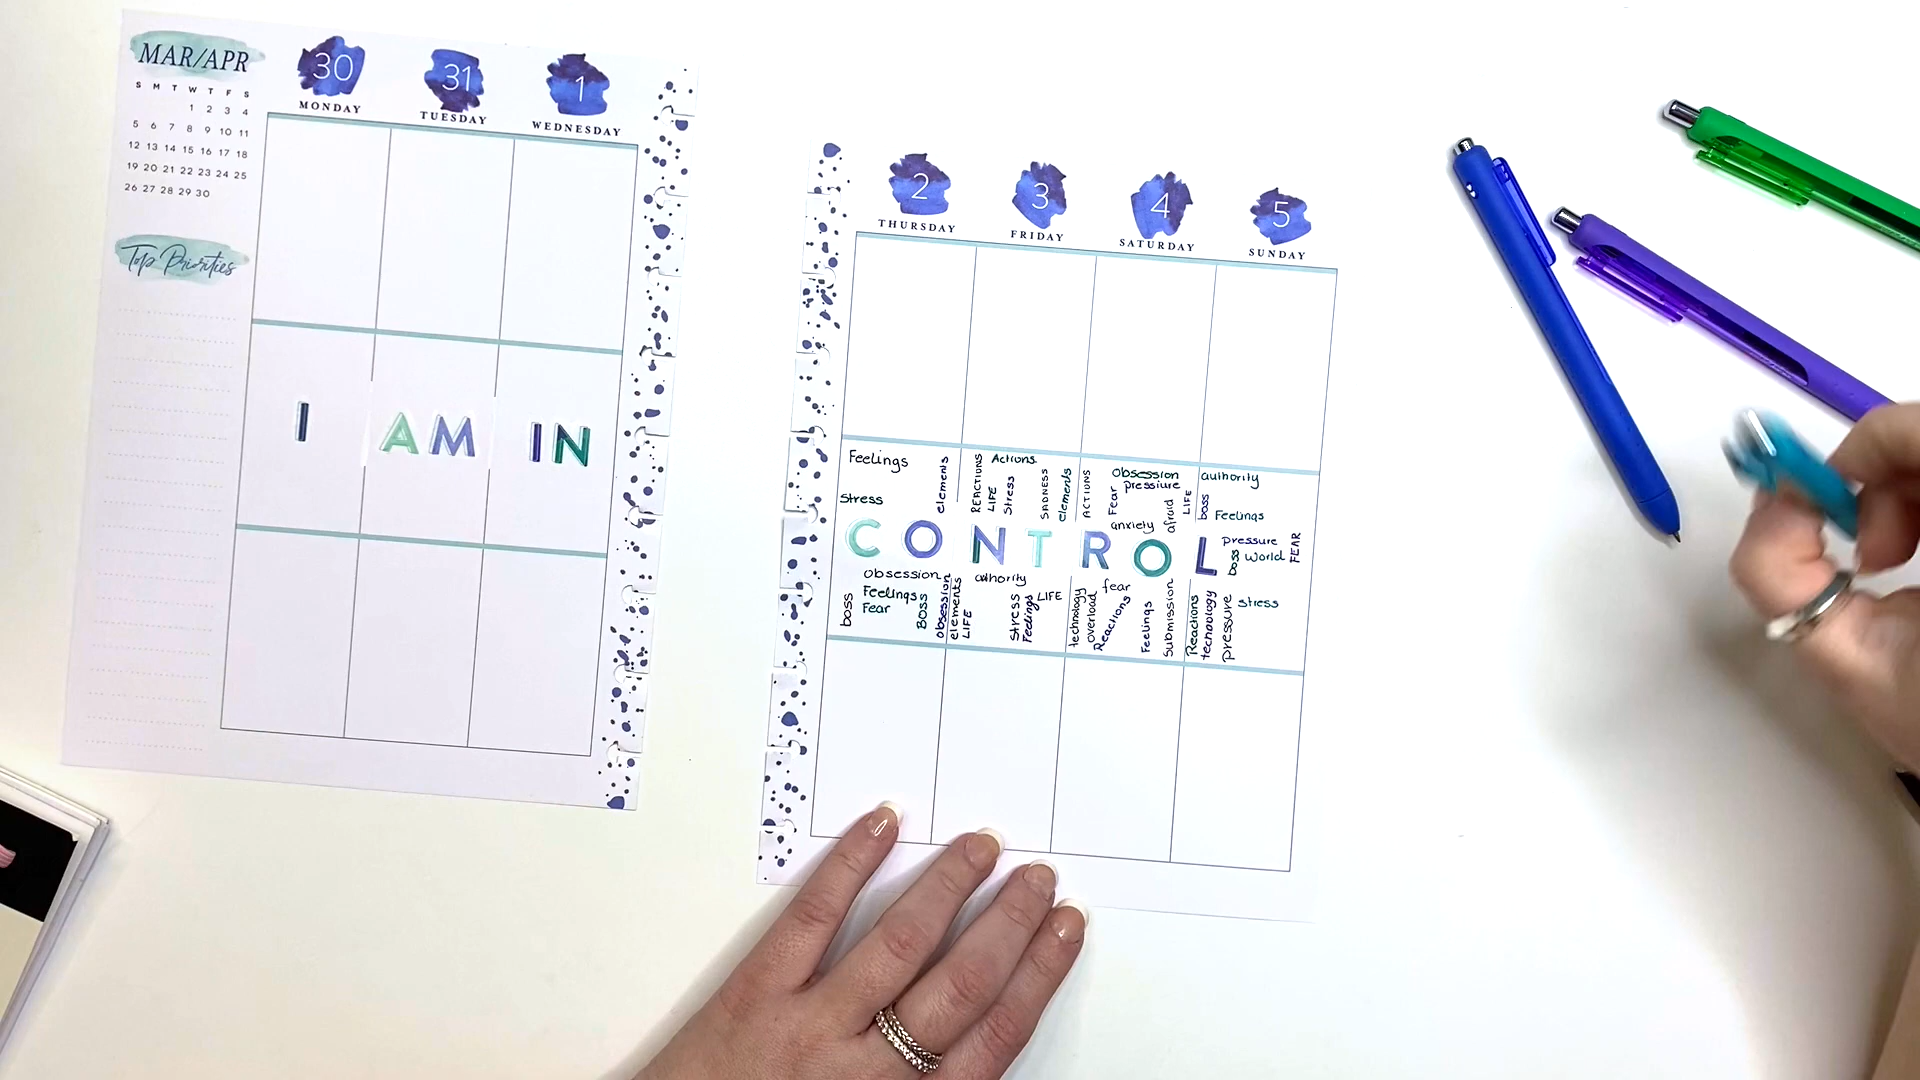 MAR/APR
S M T W T F S
1 2 3 4
5 6 7 8 9 10 11
12 13 14 15 16 17 18
19 20 21 22 23 24 25
26 27 28 29 30
Top Priorities
30
MONDAY
31
TUESDAY
1
WEDNESDAY
I AM IN
2
THURSDAY
3
FRIDAY
4
SATURDAY
5
SUNDAY
Feelings
elements
Stress
REACTIONS
Actions
LIFE
Stress
SADNESS
elements
ACTIONS
Obsession
pressiure
Fear
afraid
LIFE
anxiety
authority
boss
Feelings
CONTROL
pressure
boss
World
FEAR
obsession
Feelings
Fear
boss
BOSS
obsession
elements
LIFE
authority
Stress
Feelings
LIFE
technology
overload
Reactions
fear
Feelings
Submission
Reactions
technology
pressure
stress